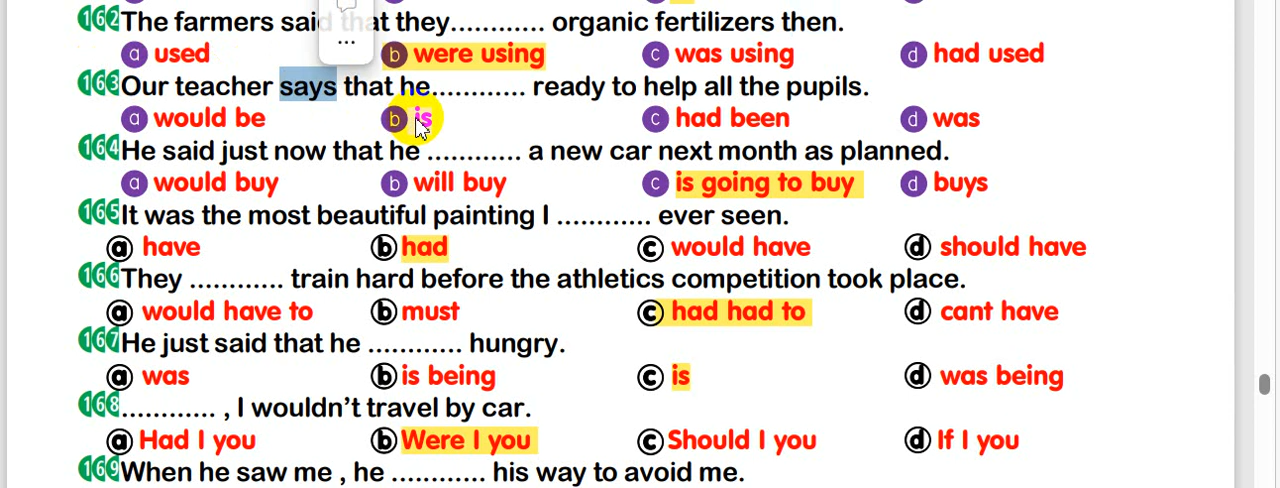 162 The farmers said that they............ organic fertilizers then.
a used b were using c was using d had used
163 Our teacher says that he............ ready to help all the pupils.
a would be b is c had been d was
164 He said just now that he ............ a new car next month as planned.
a would buy b will buy c is going to buy d buys
165 It was the most beautiful painting I ............ ever seen.
a have b had c would have d should have
166 They ............ train hard before the athletics competition took place.
a would have to b must c had had to d cant have
167 He just said that he ............ hungry.
a was b is being c is d was being
168 ............ , I wouldn't travel by car.
a Had I you b Were I you c Should I you d If I you
169 When he saw me , he ............ his way to avoid me.